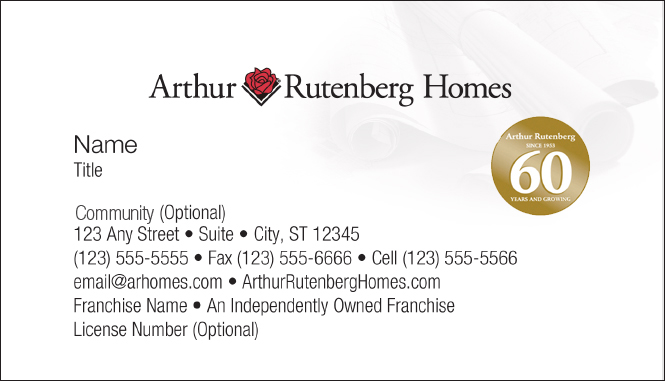 Arthur Rutenberg Homes
Name
Title
Arthur Rutenberg
SINCE 1953
60
YEARS AND GROWING
Community (Optional)
123 Any Street • Suite • City, ST 12345
(123) 555-5555 • Fax (123) 555-6666 • Cell (123) 555-5566
email@arhomes.com • ArthurRutenbergHomes.com
Franchise Name • An Independently Owned Franchise
License Number (Optional)